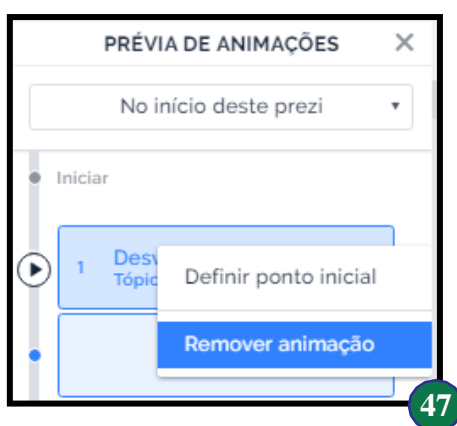 PRÉVIA DE ANIMAÇÕES ×
No início deste prezi
Iniciar
1
Definir ponto inicial
Remover animação
47